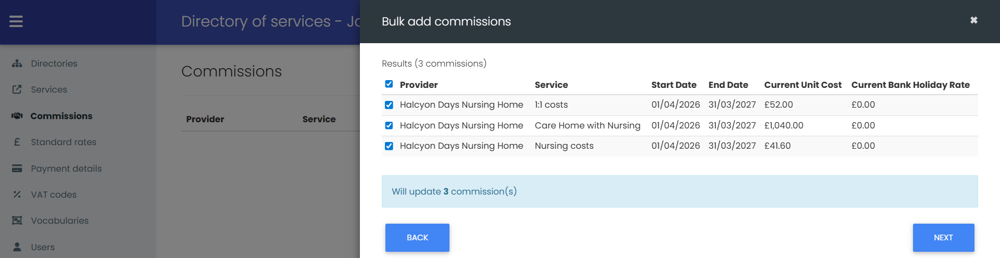 Directory of services - Jo
Bulk add commissions
Directories
Services
Commissions
Standard rates
Payment details
VAT codes
Vocabularies
Users
Commissions
Provider Service
Results (3 commissions)
Provider Service Start Date End Date Current Unit Cost Current Bank Holiday Rate
Halcyon Days Nursing Home 1:1 costs 01/04/2026 31/03/2027 £52.00 £0.00
Halcyon Days Nursing Home Care Home with Nursing 01/04/2026 31/03/2027 £1,040.00 £0.00
Halcyon Days Nursing Home Nursing costs 01/04/2026 31/03/2027 £41.60 £0.00
Will update 3 commission(s)
BACK
NEXT